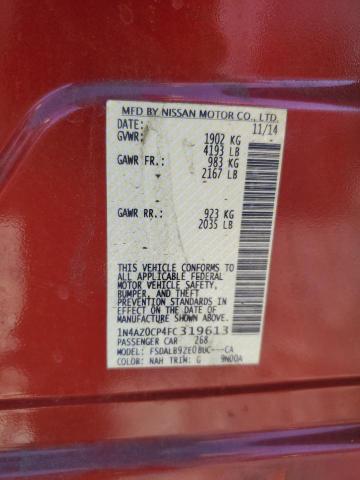 MFD BY NISSAN MOTOR CO., LTD.
DATE: 11/14
GVWR: 1902 KG
4193 LB
GAWR FR.: 983 KG
2167 LB
GAWR RR.: 923 KG
2035 LB
THIS VEHICLE CONFORMS TO
ALL APPLICABLE FEDERAL
MOTOR VEHICLE SAFETY,
BUMPER, AND THEFT
PREVENTION STANDARDS
IN EFFECT ON THE DATE OF
MANUFACTURE SHOWN ABOVE.
1N4AZ0CP4FC319613
PASSENGER CAR 268
MODEL: FSDALB9ZE0BUC---CA
COLOR: NAH TRIM: G 9N00A